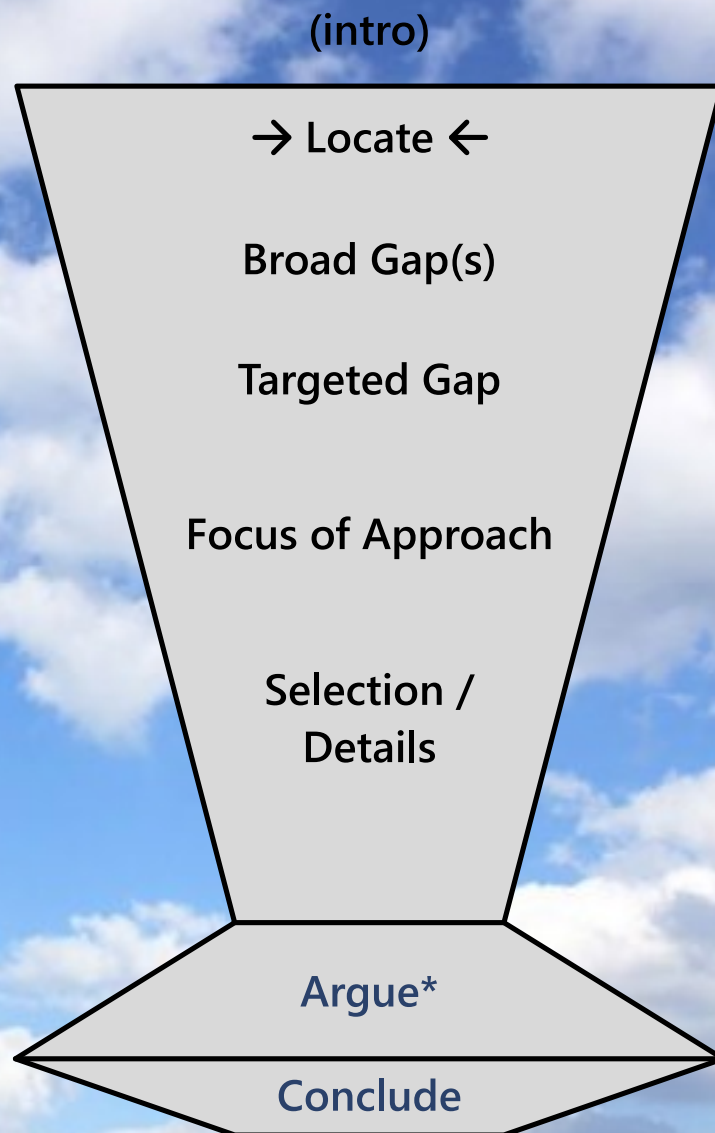 (intro)
→ Locate ←
Broad Gap(s)
Targeted Gap
Focus of Approach
Selection /
Details
Argue*
Conclude